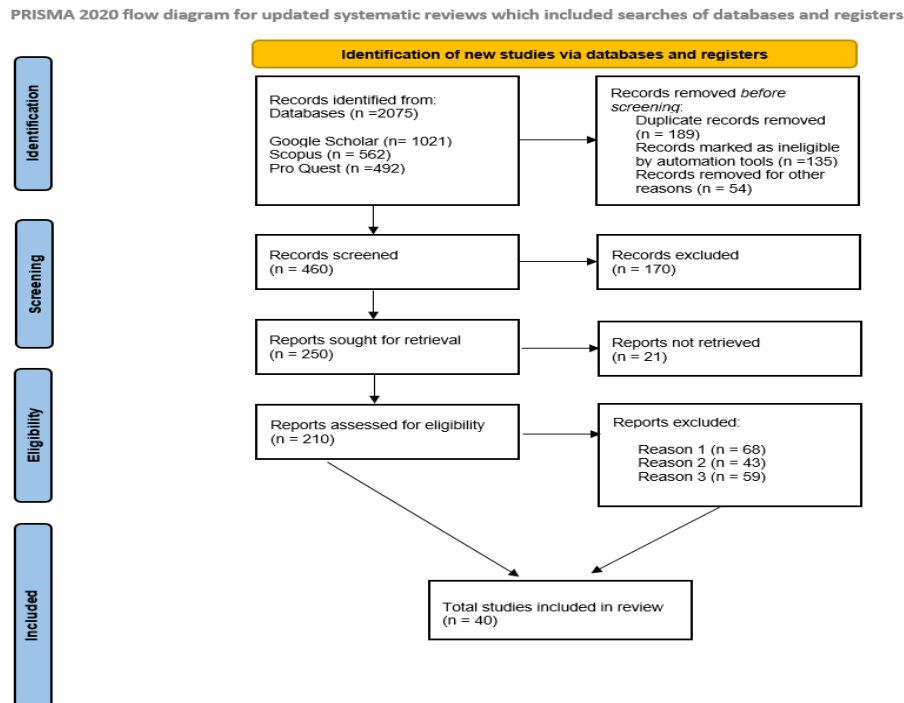 PRISMA 2020 flow diagram for updated systematic reviews which included searches of databases and registers
Identification of new studies via databases and registers
Identification
Records identified from:
Databases (n =2075)
Google Scholar (n= 1021)
Scopus (n = 562)
Pro Quest (n =492)
Records removed before
screening:
Duplicate records removed
(n = 189)
Records marked as ineligible
by automation tools (n =135)
Records removed for other
reasons (n = 54)
Screening
Records screened
(n = 460)
Records excluded
(n = 170)
Reports sought for retrieval
(n = 250)
Reports not retrieved
(n = 21)
Eligibility
Reports assessed for eligibility
(n = 210)
Reports excluded:
Reason 1 (n = 68)
Reason 2 (n = 43)
Reason 3 (n = 59)
Included
Total studies included in review
(n = 40)